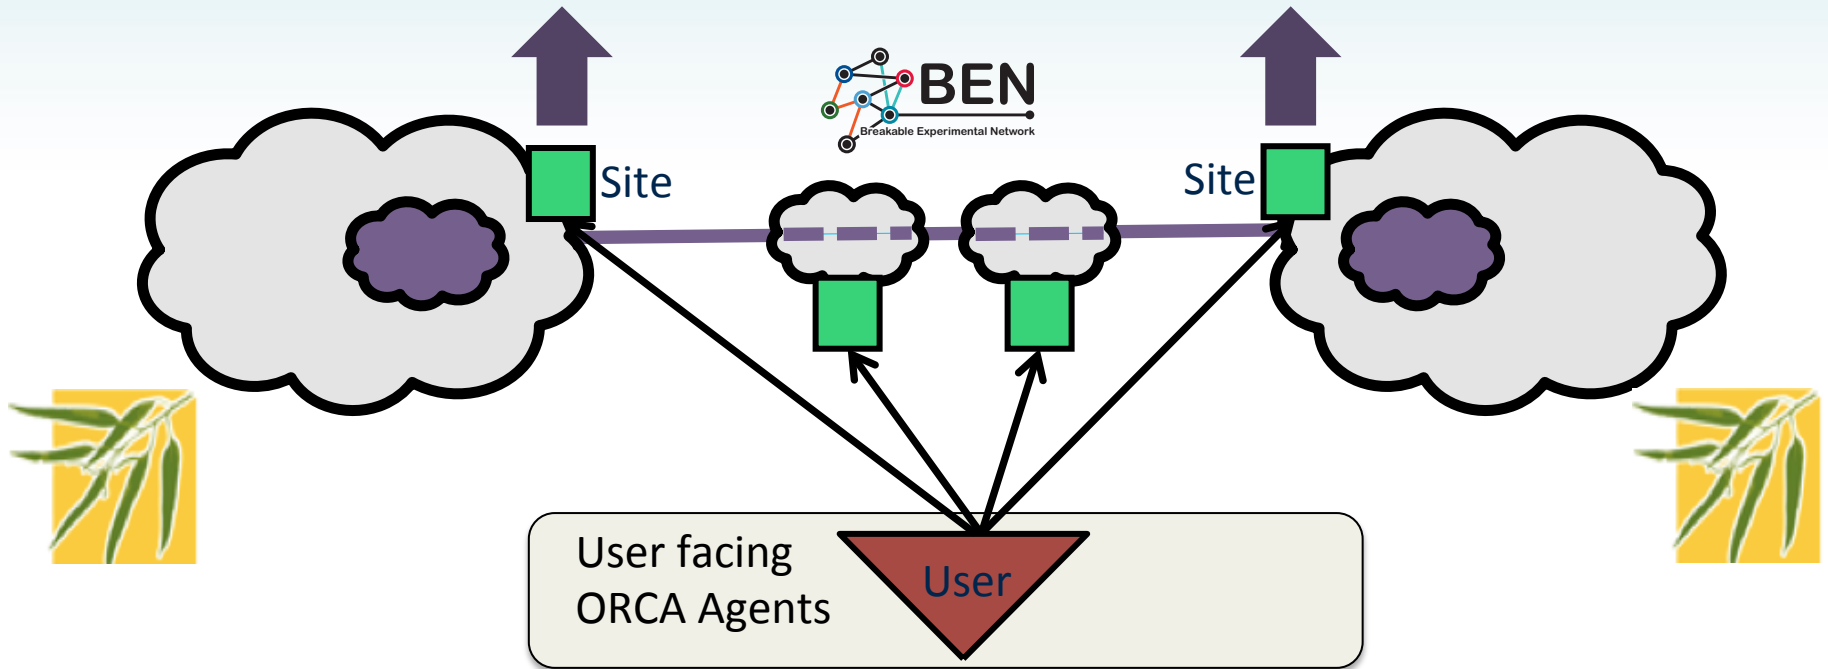 BEN
Breakable Experimental Network
Site
Site
User facing
ORCA Agents
User